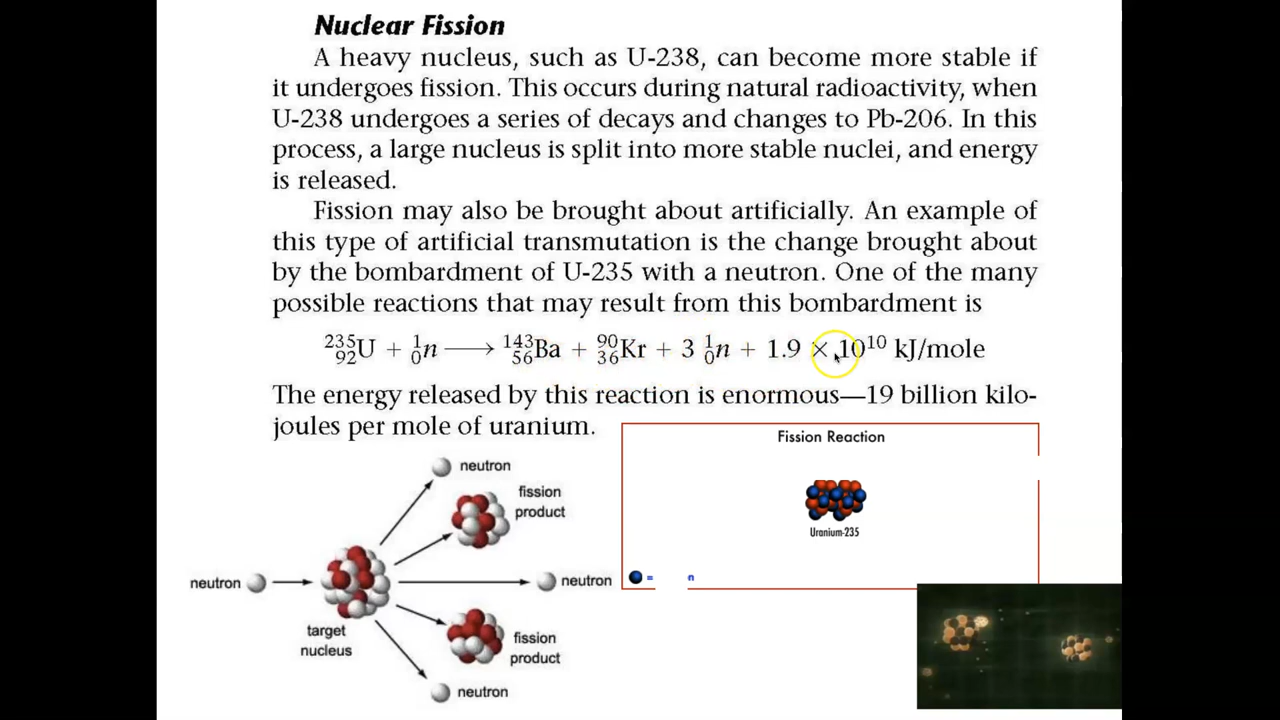 Nuclear Fission
A heavy nucleus, such as U-238, can become more stable if
it undergoes fission. This occurs during natural radioactivity, when
U-238 undergoes a series of decays and changes to Pb-206. In this
process, a large nucleus is split into more stable nuclei, and energy
is released.
Fission may also be brought about artificially. An example of
this type of artificial transmutation is the change brought about
by the bombardment of U-235 with a neutron. One of the many
possible reactions that may result from this bombardment is
²³⁵₉₂U + ¹₀n ⟶ ¹⁴³₅₆Ba + ⁹⁰₃₆Kr + 3 ¹₀n + 1.9 × 10¹⁰ kJ/mole
The energy released by this reaction is enormous—19 billion kilo-
joules per mole of uranium.
neutron
fission
product
neutron
target
nucleus
neutron
fission
product
neutron
Fission Reaction
Uranium-235
= n